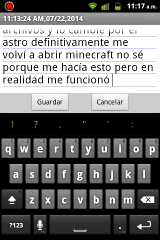 11:17 a.m.
11:13:24 AM,07/22,2014
archivos y lo cambie por el
astro definitivamente me
volví a abrir minecraft no sé
porque me hacía esto pero en
realidad me funcionó
Guardar Cancelar
q w e r t y u i o p
a s d f g h j k l
z x c v b n m
?123 , .